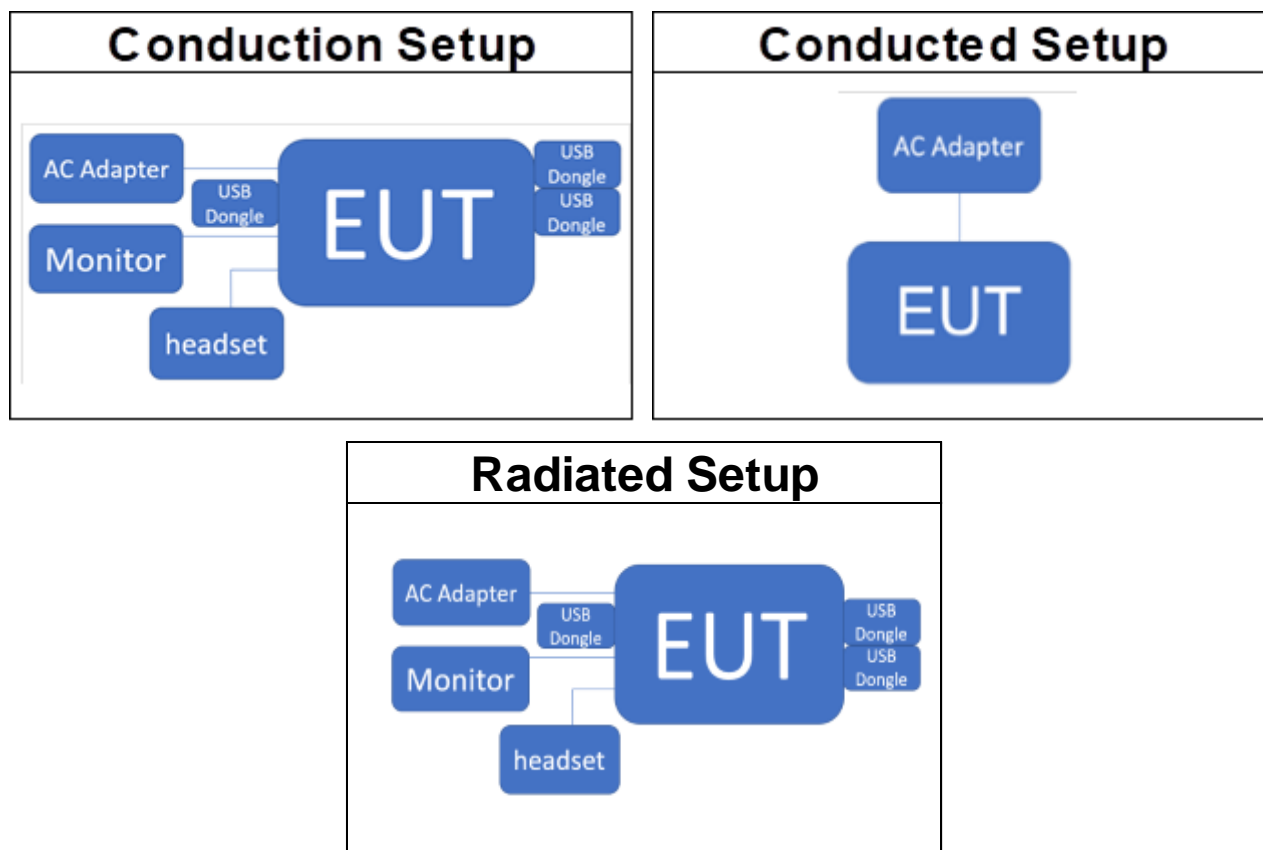 Conduction Setup
AC Adapter
USB
Dongle
Monitor
headset
EUT
USB
Dongle
USB
Dongle
Conducted Setup
AC Adapter
EUT
Radiated Setup
AC Adapter
USB
Dongle
Monitor
headset
EUT
USB
Dongle
USB
Dongle